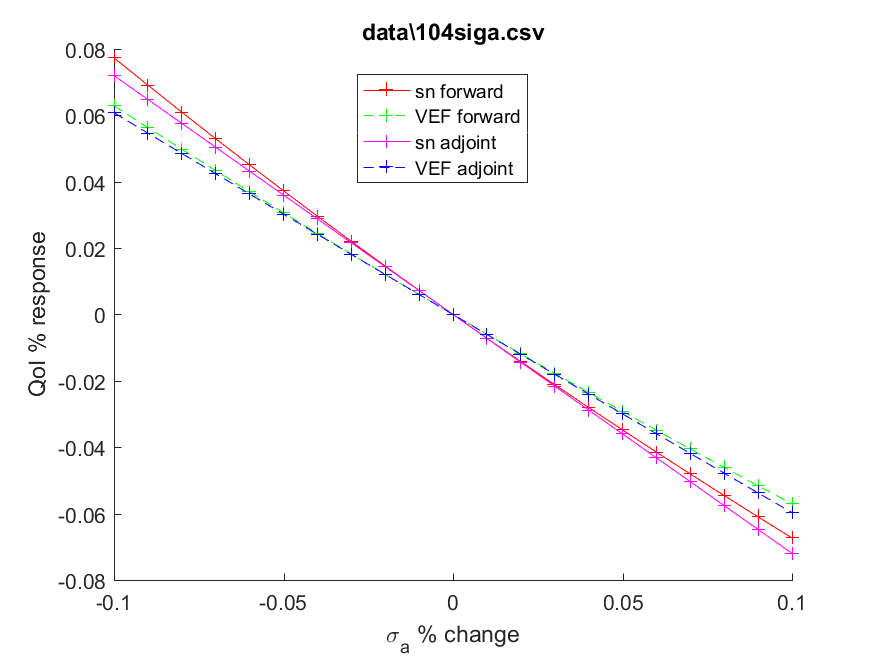 data\104siga.csv
sn forward
VEF forward
sn adjoint
VEF adjoint
0.08
0.06
0.04
0.02
0
-0.02
-0.04
-0.06
-0.08
QoI % response
-0.1
-0.05
0
0.05
0.1
σa % change